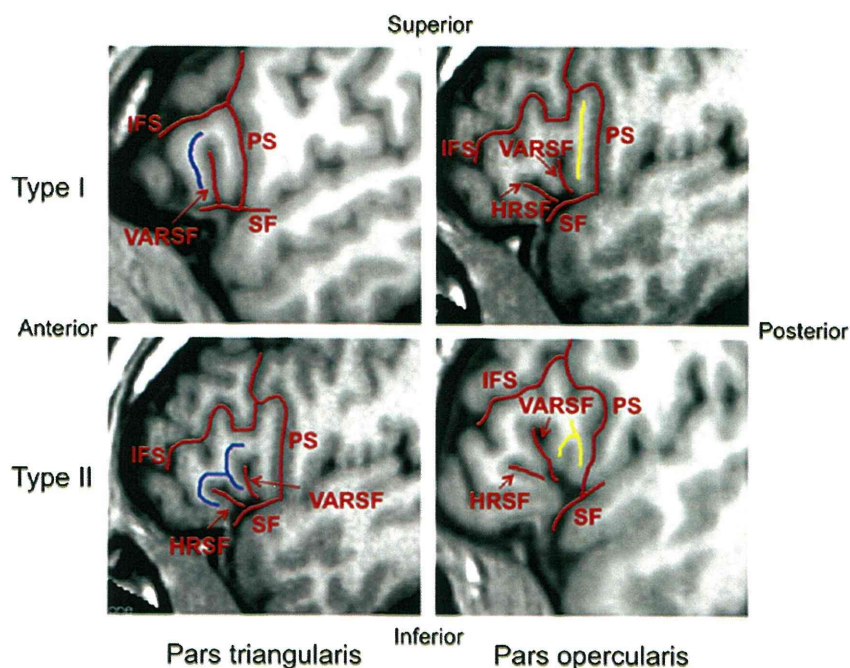 Superior
IFS
PS
VARSF
SF
Type I
IFS
PS
VARSF
HRSF
SF
Anterior
Posterior
IFS
PS
VARSF
HRSF
SF
Type II
IFS
VARSF
PS
HRSF
SF
Inferior
Pars triangularis
Pars opercularis